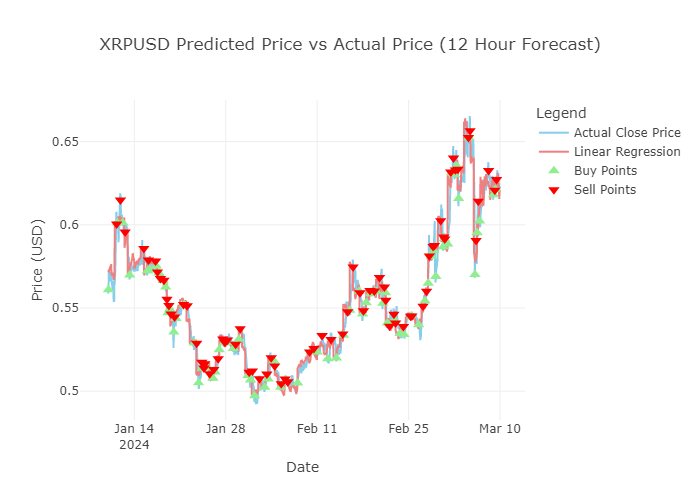 XRPUSD Predicted Price vs Actual Price (12 Hour Forecast)
Legend
Actual Close Price
Linear Regression
Buy Points
Sell Points
Price (USD)
0.65
0.6
0.55
0.5
Jan 14
2024
Jan 28
Feb 11
Feb 25
Mar 10
Date